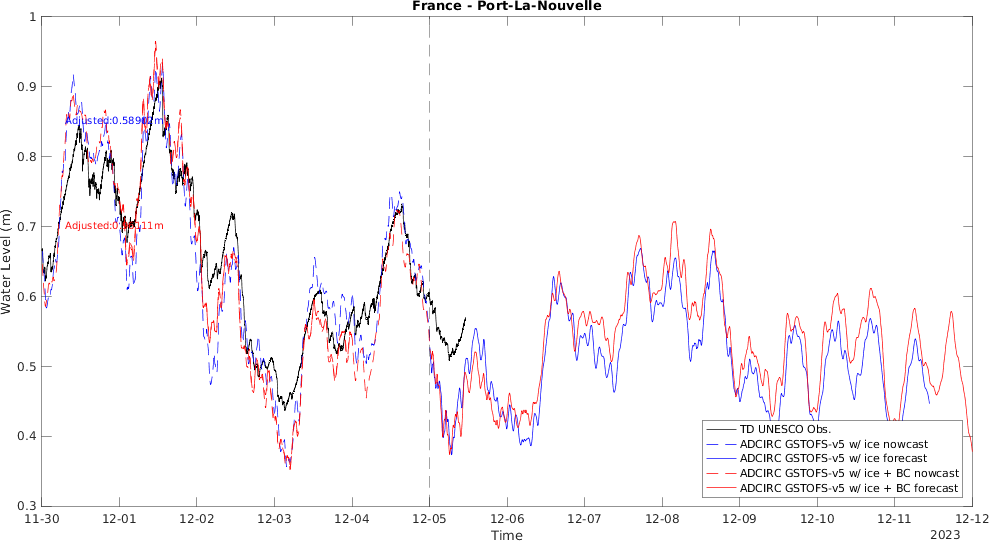 France - Port-La-Nouvelle
Water Level (m)
1
0.9
0.8
0.7
0.6
0.5
0.4
0.3
Adjusted:
Adjusted:
TD UNESCO Obs.
ADCIRC GSTOFS-v5 w/ ice nowcast
ADCIRC GSTOFS-v5 w/ ice forecast
ADCIRC GSTOFS-v5 w/ ice + BC nowcast
ADCIRC GSTOFS-v5 w/ ice + BC forecast
11-30 12-01 12-02 12-03 12-04 12-05 12-06 12-07 12-08 12-09 12-10 12-11 12-12
Time
2023